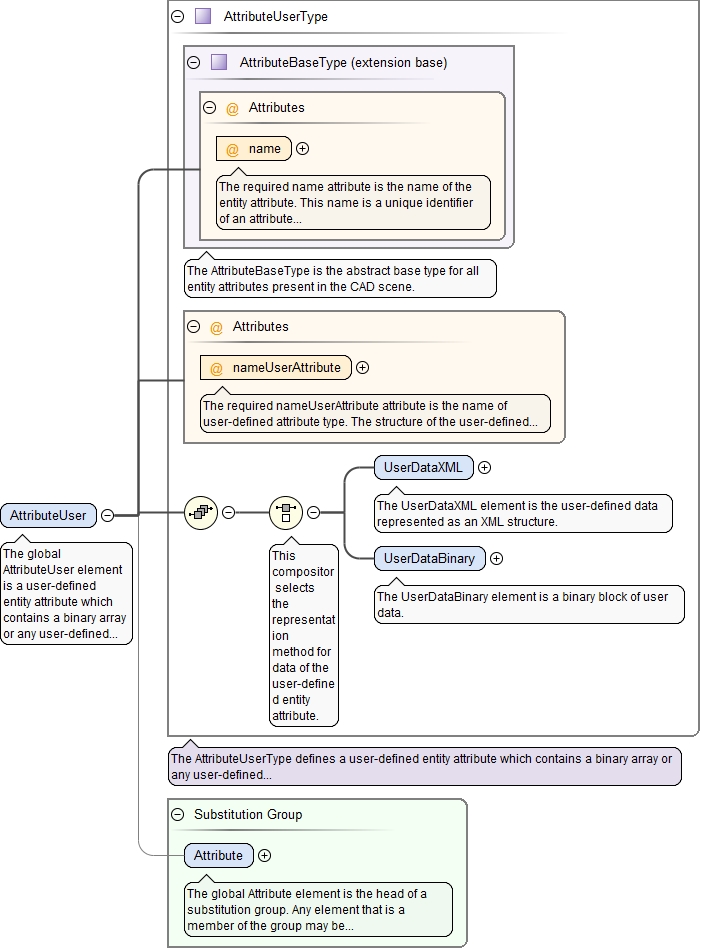 AttributeUserType
AttributeBaseType (extension base)
@ Attributes
@ name
The required name attribute is the name of the
entity attribute. This name is a unique identifier
of an attribute...
The AttributeBaseType is the abstract base type for all
entity attributes present in the CAD scene.
@ Attributes
@ nameUserAttribute
The required nameUserAttribute attribute is the name of
user-defined attribute type. The structure of the user-defined...
AttributeUser
The global
AttributeUser element
is a user-defined
entity attribute which
contains a binary array
or any user-defined...
This
compositor
selects
the
representat
ion
method for
data of the
user-define
d entity
attribute.
UserDataXML
The UserDataXML element is the user-defined data
represented as an XML structure.
UserDataBinary
The UserDataBinary element is a binary block of user
data.
The AttributeUserType defines a user-defined entity attribute which contains a binary array or
any user-defined...
Substitution Group
Attribute
The global Attribute element is the head of a
substitution group. Any element that is a
member of the group may be...